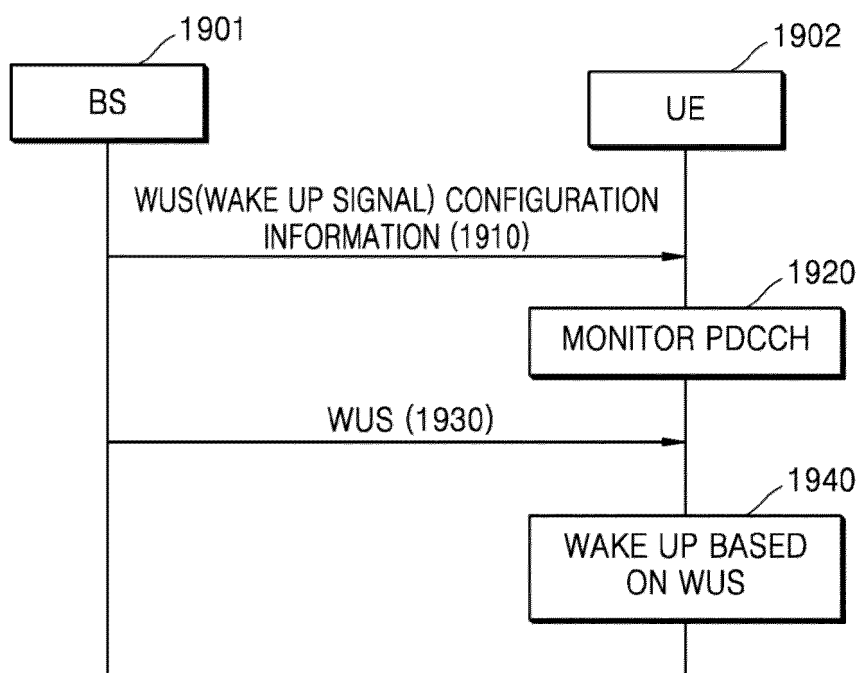 1901
BS
1902
UE
WUS(WAKE UP SIGNAL) CONFIGURATION
INFORMATION (1910)
1920
MONITOR PDCCH
WUS (1930)
1940
WAKE UP BASED
ON WUS